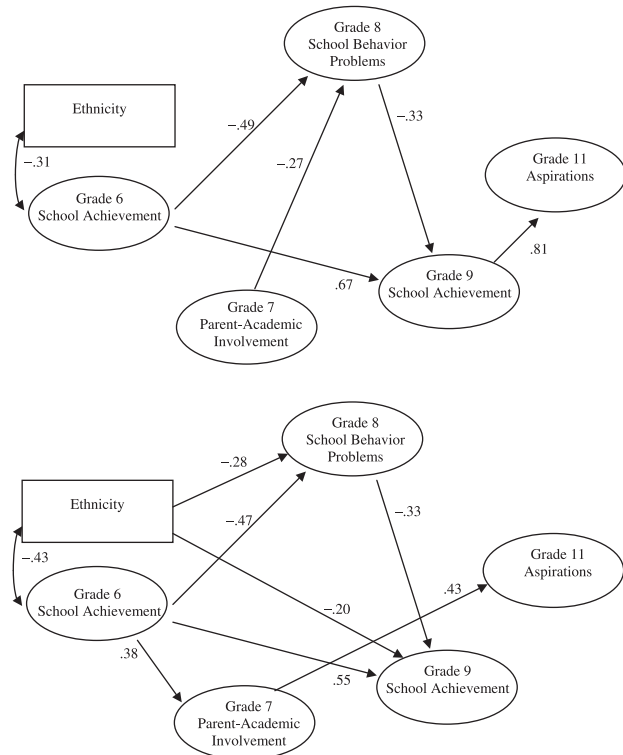 Grade 8
School Behavior
Problems
Ethnicity
–.49
–.33
–.27
–.31
Grade 11
Aspirations
Grade 6
School Achievement
.81
Grade 9
School Achievement
.67
Grade 7
Parent-Academic
Involvement
Grade 8
School Behavior
Problems
–.28
Ethnicity
–.47
–.33
–.43
Grade 11
Aspirations
Grade 6
School Achievement
.43
–.20
.38
.55
Grade 9
School Achievement
Grade 7
Parent-Academic
Involvement